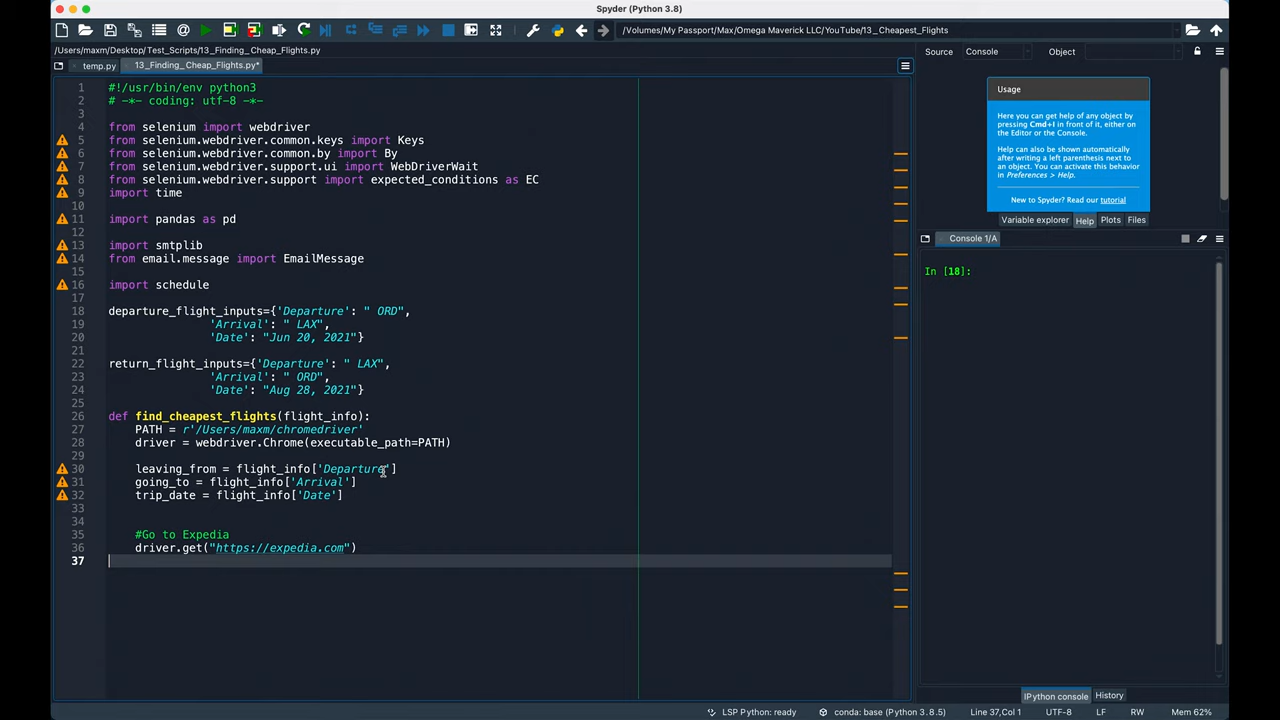 Spyder (Python 3.8)
/Volumes/My Passport/Max/Omega Maverick LLC/YouTube/13_Cheapest_Flights
/Users/maxm/Desktop/Test_Scripts/13_Finding_Cheap_Flights.py
temp.py
13_Finding_Cheap_Flights.py*
1 #!/usr/bin/env python3
2 # -*- coding: utf-8 -*-
3
4 from selenium import webdriver
5 from selenium.webdriver.common.keys import Keys
6 from selenium.webdriver.common.by import By
7 from selenium.webdriver.support.ui import WebDriverWait
8 from selenium.webdriver.support import expected_conditions as EC
9 import time
10
11 import pandas as pd
12
13 import smtplib
14 from email.message import EmailMessage
15
16 import schedule
17
18 departure_flight_inputs={'Departure': " ORD",
19 'Arrival': " LAX",
20 'Date': "Jun 20, 2021"}
21
22 return_flight_inputs={'Departure': " LAX",
23 'Arrival': " ORD",
24 'Date': "Aug 28, 2021"}
25
26 def find_cheapest_flights(flight_info):
27 PATH = r'/Users/maxm/chromedriver'
28 driver = webdriver.Chrome(executable_path=PATH)
29
30 leaving_from = flight_info['Departure']
31 going_to = flight_info['Arrival']
32 trip_date = flight_info['Date']
33
34
35 #Go to Expedia
36 driver.get("https://expedia.com")
37
Source Console Object
Usage
Here you can get help of any object by
pressing Cmd+I in front of it, either on
the Editor or the Console.
Help can also be shown automatically
after writing a left parenthesis next to
an object. You can activate this behavior
in Preferences > Help.
New to Spyder? Read our tutorial
Variable explorer Help Plots Files
Console 1/A
In [18]:
IPython console History
LSP Python: ready conda: base (Python 3.8.5) Line 37, Col 1 UTF-8 LF RW Mem 62%